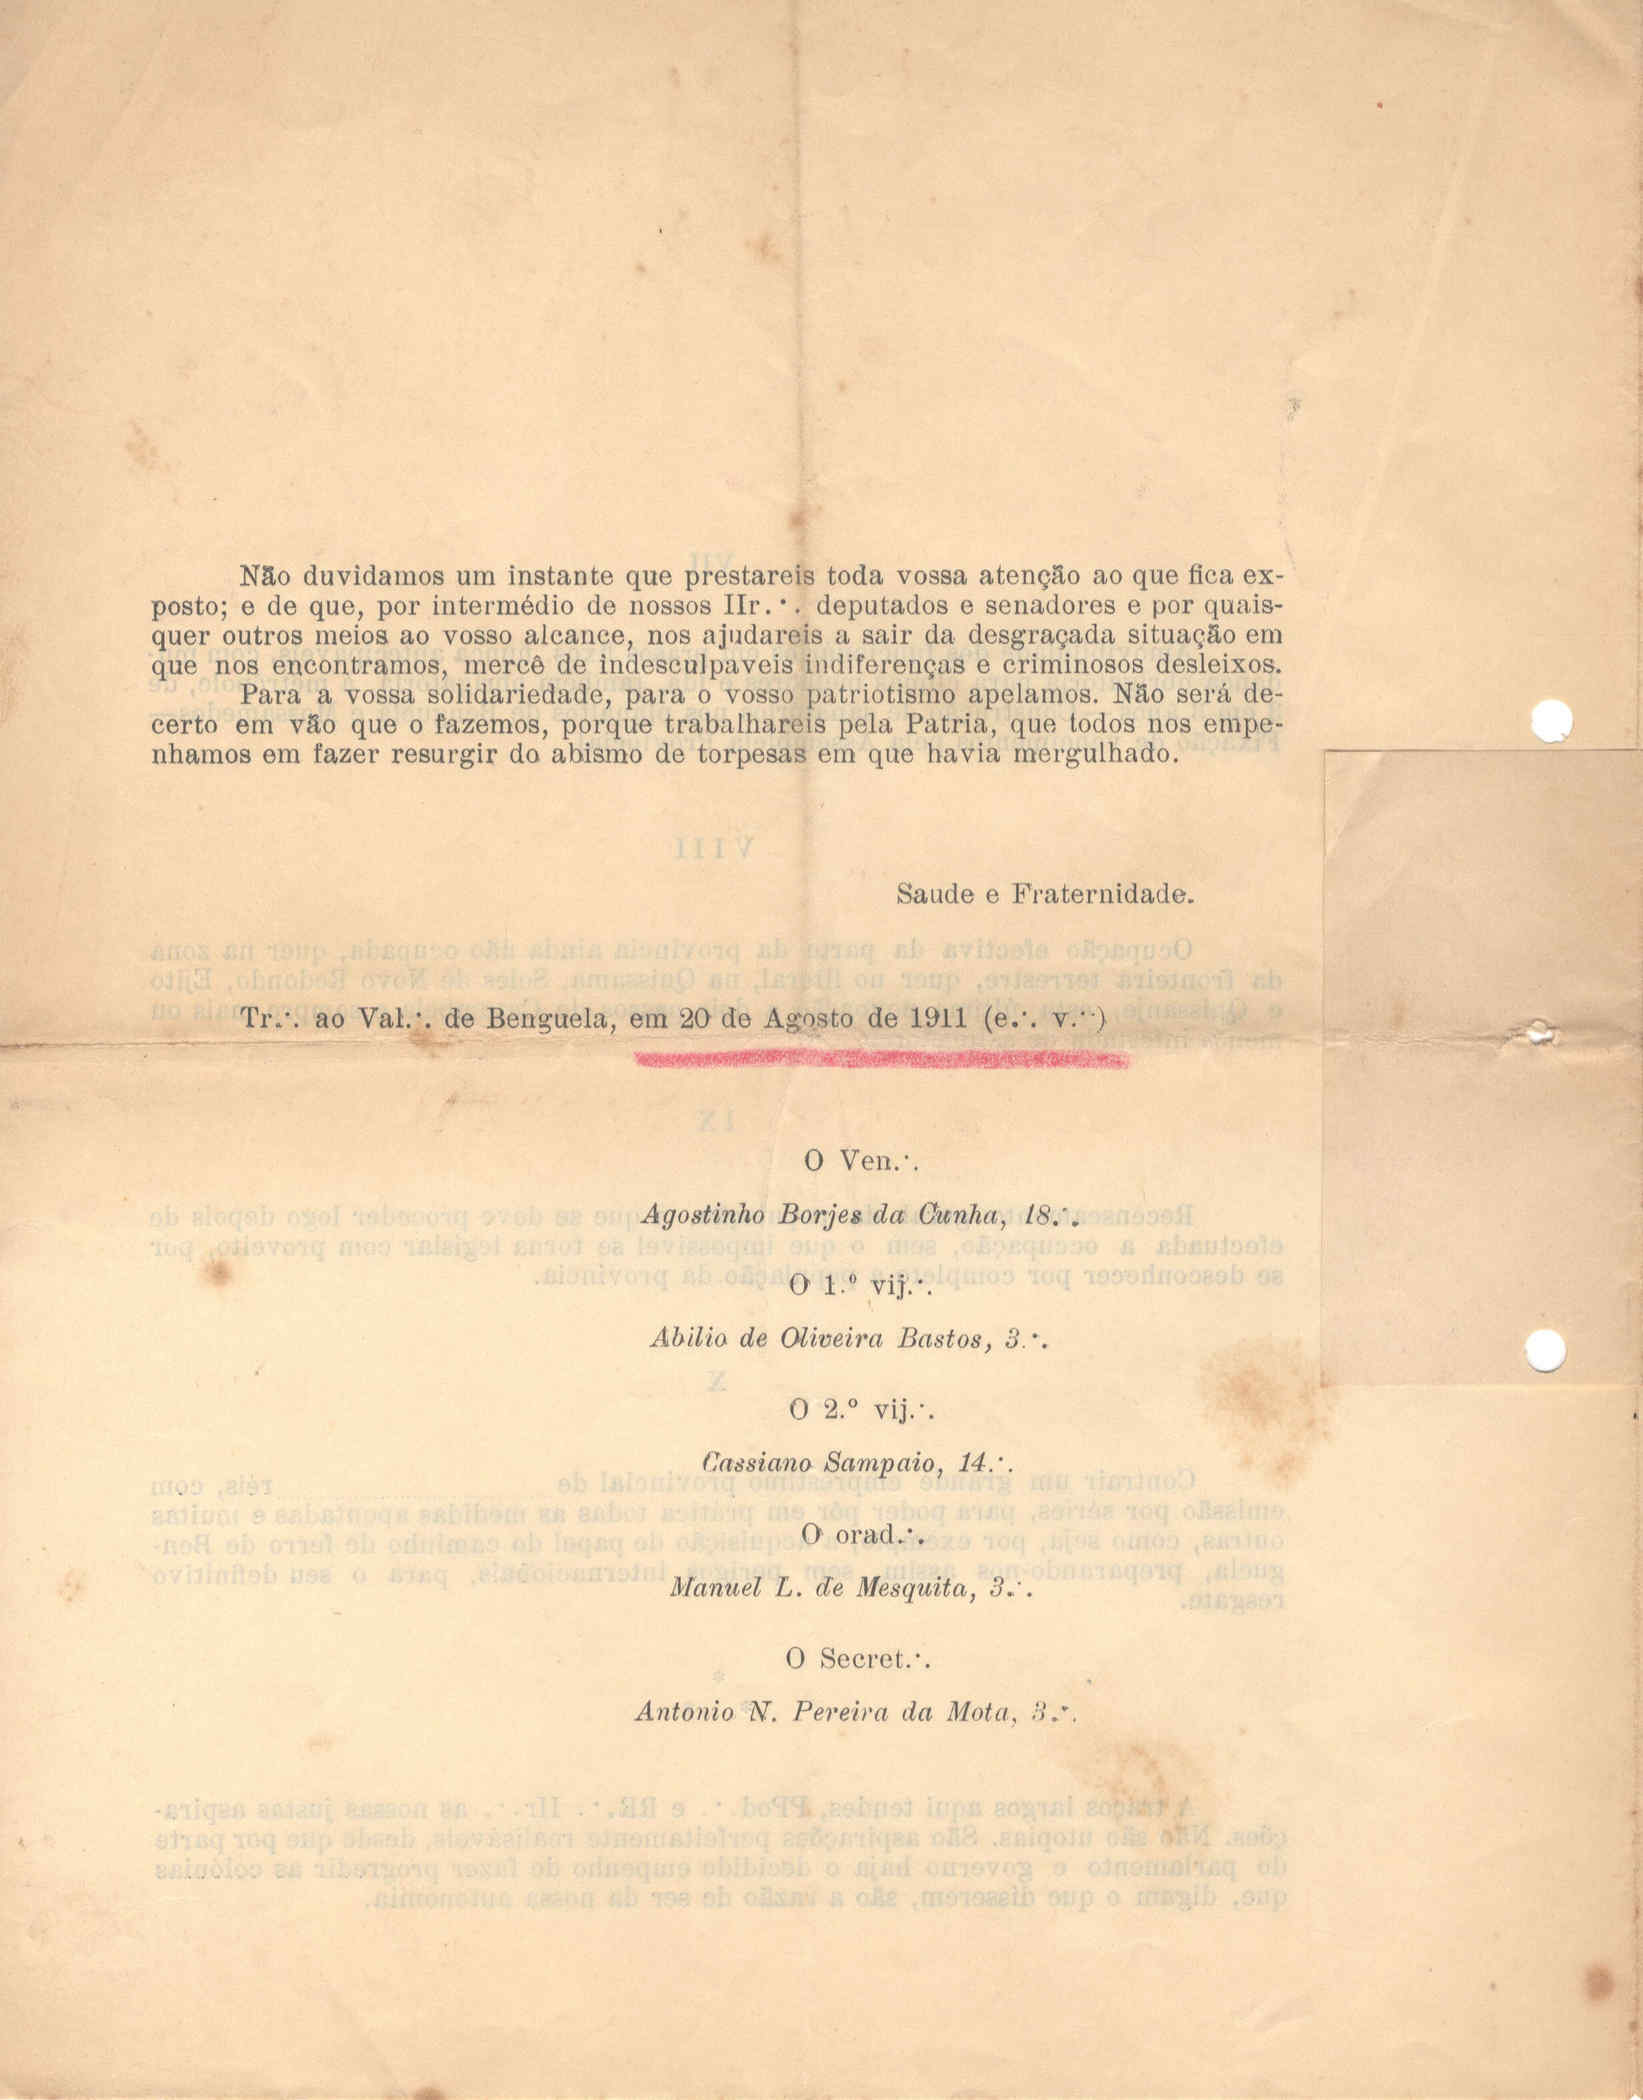 Não duvidamos um instante que prestareis toda vossa atenção ao que fica ex-
posto; e de que, por intermédio de nossos IIr.·. deputados e senadores e por quais-
quer outros meios ao vosso alcance, nos ajudareis a sair da desgraçada situação em
que nos encontramos, mercê de indesculpaveis indiferenças e criminosos desleixos.
Para a vossa solidariedade, para o vosso patriotismo apelamos. Não será de-
certo em vão que o fazemos, porque trabalhareis pela Patria, que todos nos empe-
nhamos em fazer resurgir do abismo de torpesas em que havia mergulhado.
Saude e Fraternidade.
Tr.·. ao Val.·. de Benguela, em 20 de Agosto de 1911 (e.·. v.·.)
O Ven.·.
Agostinho Borjes da Cunha, 18.·.
O 1.º vij.·.
Abilio de Oliveira Bastos, 3.·.
O 2.º vij.·.
Cassiano Sampaio, 14.·.
O orad.·.
Manuel L. de Mesquita, 3.·.
O Secret.·.
Antonio N. Pereira da Mota, 3.·.